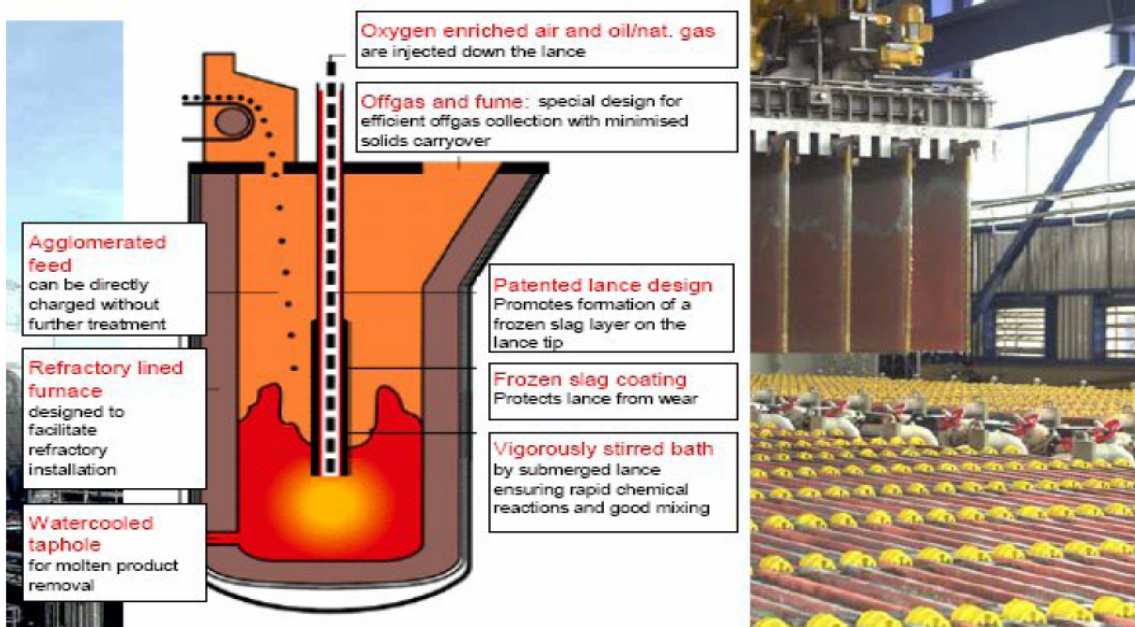 Oxygen enriched air and oil/nat. gas
are injected down the lance
Offgas and fume: special design for
efficient offgas collection with minimised
solids carryover
Agglomerated
feed
can be directly
charged without
further treatment
Refractory lined
furnace
designed to
facilitate
refractory
installation
Watercooled
taphole
for molten product
removal
Patented lance design
Promotes formation of a
frozen slag layer on the
lance tip
Frozen slag coating
Protects lance from wear
Vigorously stirred bath
by submerged lance
ensuring rapid chemical
reactions and good mixing